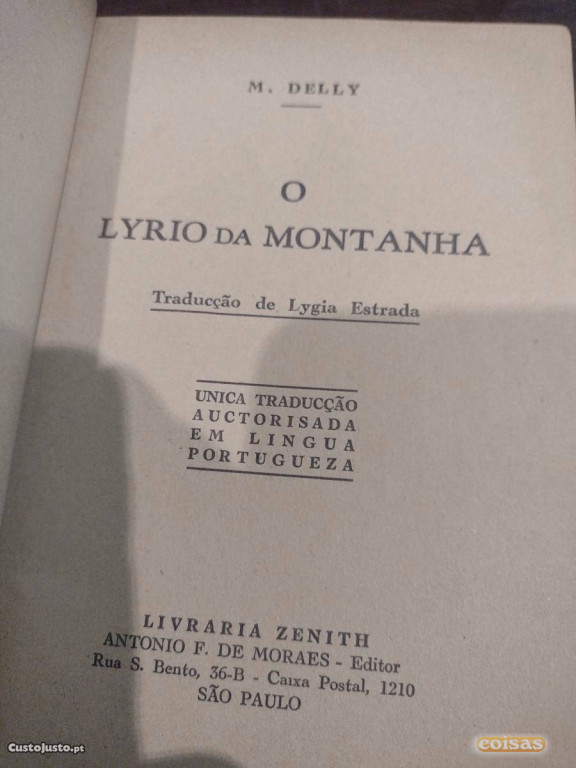 M. DELLY
O
LYRIO DA MONTANHA
Traducção de Lygia Estrada
UNICA TRADUCÇÃO
AUCTORISADA
EM LINGUA
PORTUGUEZA
LIVRARIA ZENITH
ANTONIO F. DE MORAES - Editor
Rua S. Bento, 36-B - Caixa Postal, 1210
SÃO PAULO
CustoJusto.pt
coisas